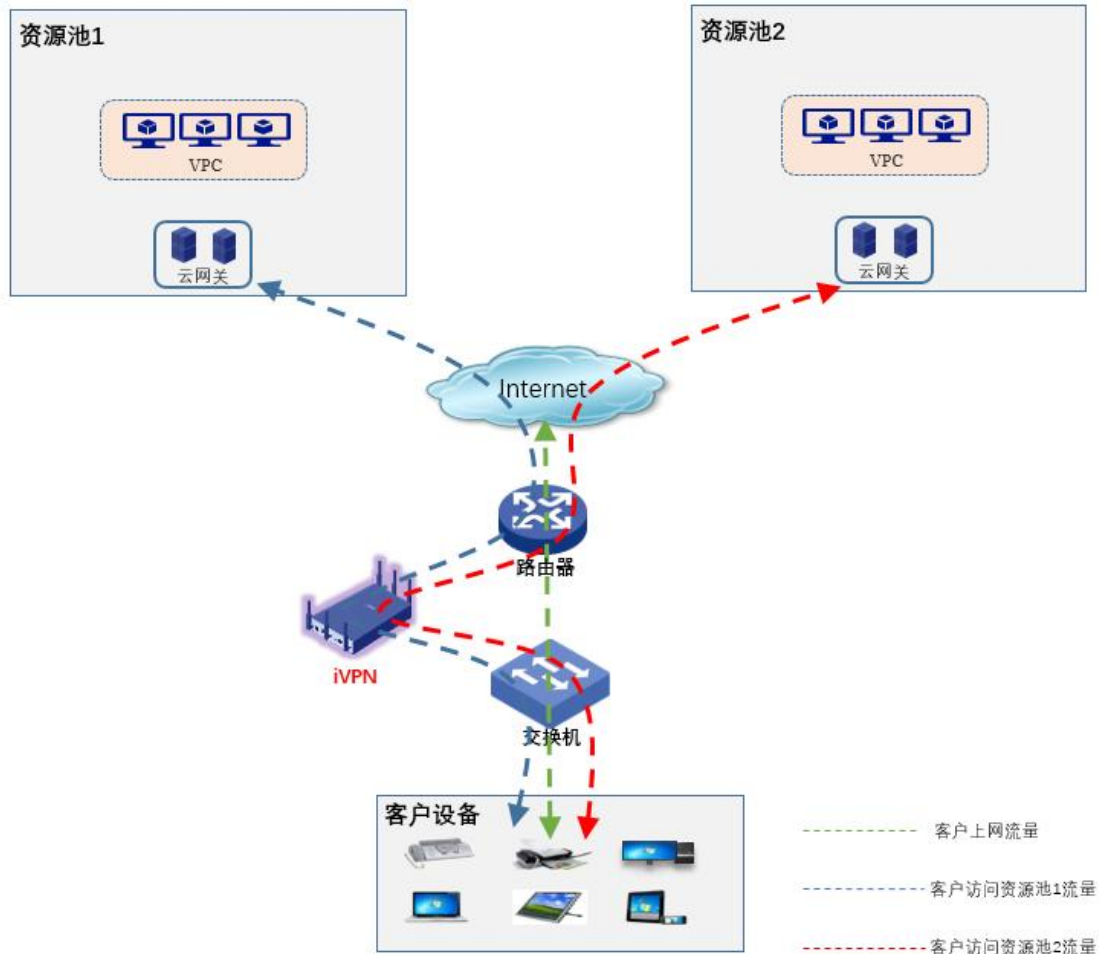 资源池1
资源池2
VPC
VPC
云网关
云网关
Internet
路由器
iVPN
交换机
客户设备
客户上网流量
客户访问资源池1流量
客户访问资源池2流量